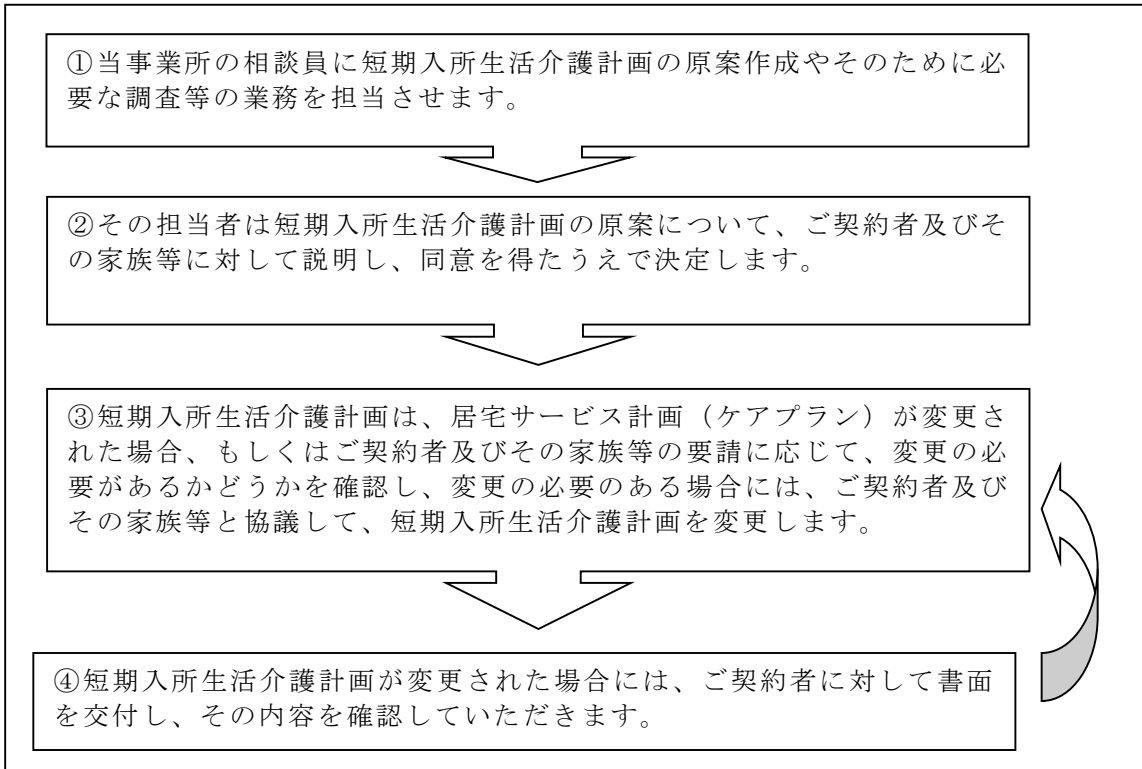 ①当事業所の相談員に短期入所生活介護計画の原案作成やそのために必
要な調査等の業務を担当させます。
②その担当者は短期入所生活介護計画の原案について、ご契約者及びそ
の家族等に対して説明し、同意を得たうえで決定します。
③短期入所生活介護計画は、居宅サービス計画（ケアプラン）が変更さ
れた場合、もしくはご契約者及びその家族等の要請に応じて、変更の必
要があるかどうかを確認し、変更の必要のある場合には、ご契約者及び
その家族等と協議して、短期入所生活介護計画を変更します。
④短期入所生活介護計画が変更された場合には、ご契約者に対して書面
を交付し、その内容を確認していただきます。